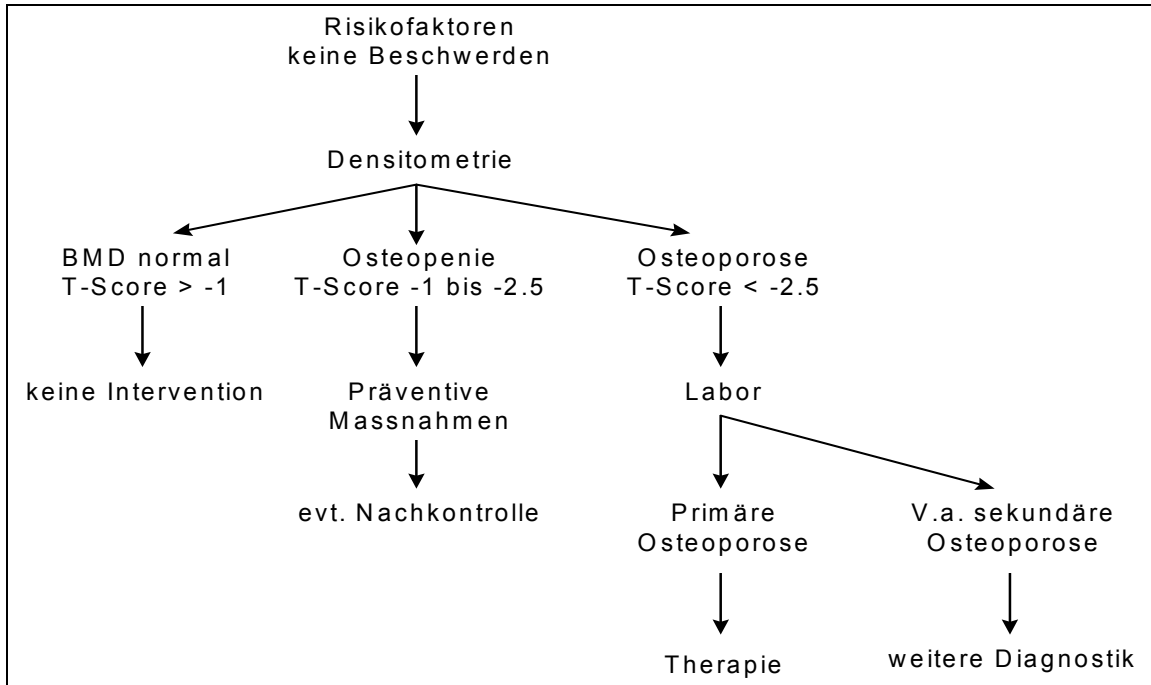 Risikofaktoren
keine Beschwerden
Densitometrie
BMD normal
T-Score > -1
Osteopenie
T-Score -1 bis -2.5
Osteoporose
T-Score < -2.5
keine Intervention
Präventive
Massnahmen
Labor
evt. Nachkontrolle
Primäre
Osteoporose
V.a. sekundäre
Osteoporose
Therapie
weitere Diagnostik